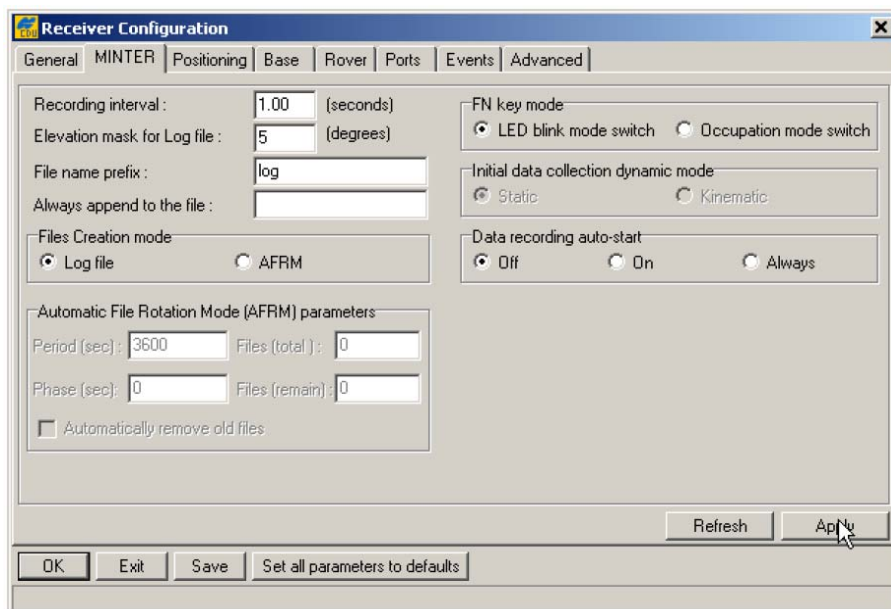 CDU Receiver Configuration
General MINTER Positioning Base Rover Ports Events Advanced
Recording interval : 1.00 (seconds)
Elevation mask for Log file : 5 (degrees)
File name prefix : log
Always append to the file :
Files Creation mode
Log file AFRM
Automatic File Rotation Mode (AFRM) parameters
Period (sec) : 3600 Files (total ) : 0
Phase (sec): 0 Files (remain) : 0
Automatically remove old files
FN key mode
LED blink mode switch Occupation mode switch
Initial data collection dynamic mode
Static Kinematic
Data recording auto-start
Off On Always
Refresh Apply
OK Exit Save Set all parameters to defaults